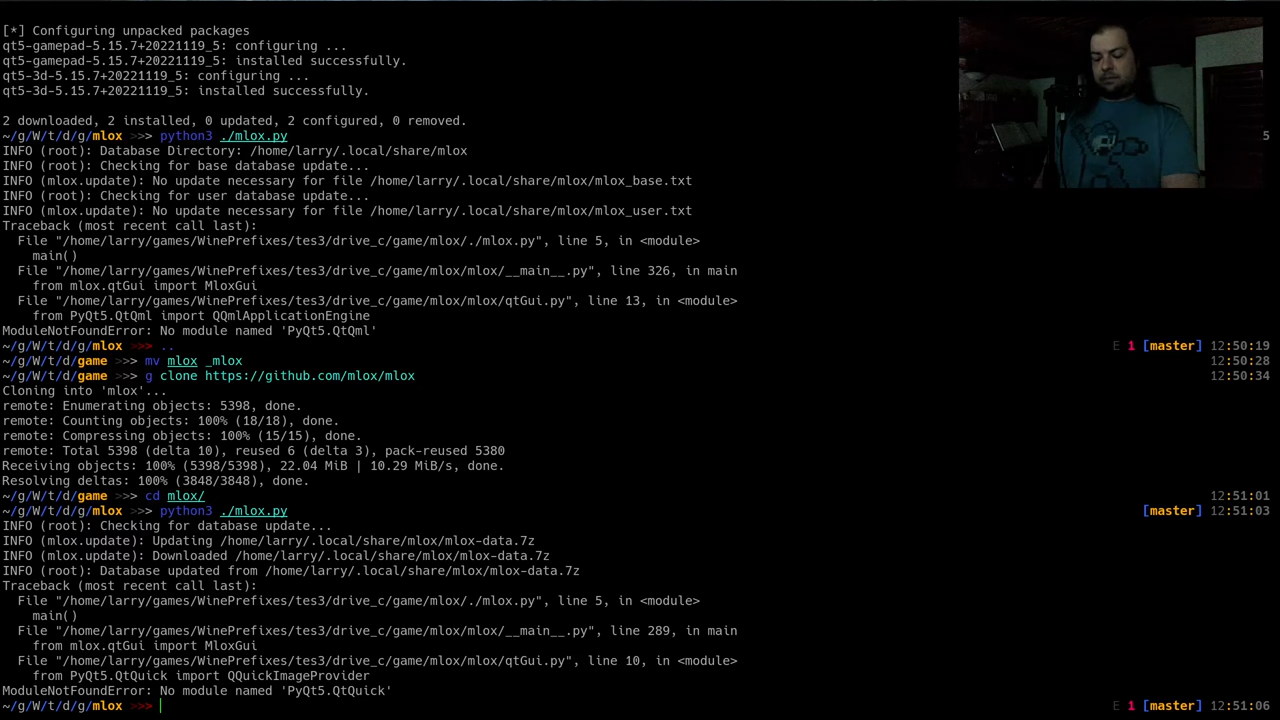 [*] Configuring unpacked packages
qt5-gamepad-5.15.7+20221119_5: configuring ...
qt5-gamepad-5.15.7+20221119_5: installed successfully.
qt5-3d-5.15.7+20221119_5: configuring ...
qt5-3d-5.15.7+20221119_5: installed successfully.

2 downloaded, 2 installed, 0 updated, 2 configured, 0 removed.
~/g/W/t/d/g/mlox >>> python3 ./mlox.py 5
INFO (root): Database Directory: /home/larry/.local/share/mlox
INFO (root): Checking for base database update...
INFO (mlox.update): No update necessary for file /home/larry/.local/share/mlox/mlox_base.txt
INFO (root): Checking for user database update...
INFO (mlox.update): No update necessary for file /home/larry/.local/share/mlox/mlox_user.txt
Traceback (most recent call last):
  File "/home/larry/games/WinePrefixes/tes3/drive_c/game/mlox/./mlox.py", line 5, in <module>
    main()
  File "/home/larry/games/WinePrefixes/tes3/drive_c/game/mlox/mlox/__main__.py", line 326, in main
    from mlox.qtGui import MloxGui
  File "/home/larry/games/WinePrefixes/tes3/drive_c/game/mlox/mlox/qtGui.py", line 13, in <module>
    from PyQt5.QtQml import QQmlApplicationEngine
ModuleNotFoundError: No module named 'PyQt5.QtQml'
~/g/W/t/d/g/mlox >>> .. E 1 [master] 12:50:19
~/g/W/t/d/game >>> mv mlox _mlox 12:50:28
~/g/W/t/d/game >>> g clone https://github.com/mlox/mlox 12:50:34
Cloning into 'mlox'...
remote: Enumerating objects: 5398, done.
remote: Counting objects: 100% (18/18), done.
remote: Compressing objects: 100% (15/15), done.
remote: Total 5398 (delta 10), reused 6 (delta 3), pack-reused 5380
Receiving objects: 100% (5398/5398), 22.04 MiB | 10.29 MiB/s, done.
Resolving deltas: 100% (3848/3848), done.
~/g/W/t/d/game >>> cd mlox/ 12:51:01
~/g/W/t/d/g/mlox >>> python3 ./mlox.py [master] 12:51:03
INFO (root): Checking for database update...
INFO (mlox.update): Updating /home/larry/.local/share/mlox/mlox-data.7z
INFO (mlox.update): Downloaded /home/larry/.local/share/mlox/mlox-data.7z
INFO (root): Database updated from /home/larry/.local/share/mlox/mlox-data.7z
Traceback (most recent call last):
  File "/home/larry/games/WinePrefixes/tes3/drive_c/game/mlox/./mlox.py", line 5, in <module>
    main()
  File "/home/larry/games/WinePrefixes/tes3/drive_c/game/mlox/mlox/__main__.py", line 289, in main
    from mlox.qtGui import MloxGui
  File "/home/larry/games/WinePrefixes/tes3/drive_c/game/mlox/mlox/qtGui.py", line 10, in <module>
    from PyQt5.QtQuick import QQuickImageProvider
ModuleNotFoundError: No module named 'PyQt5.QtQuick'
~/g/W/t/d/g/mlox >>> E 1 [master] 12:51:06